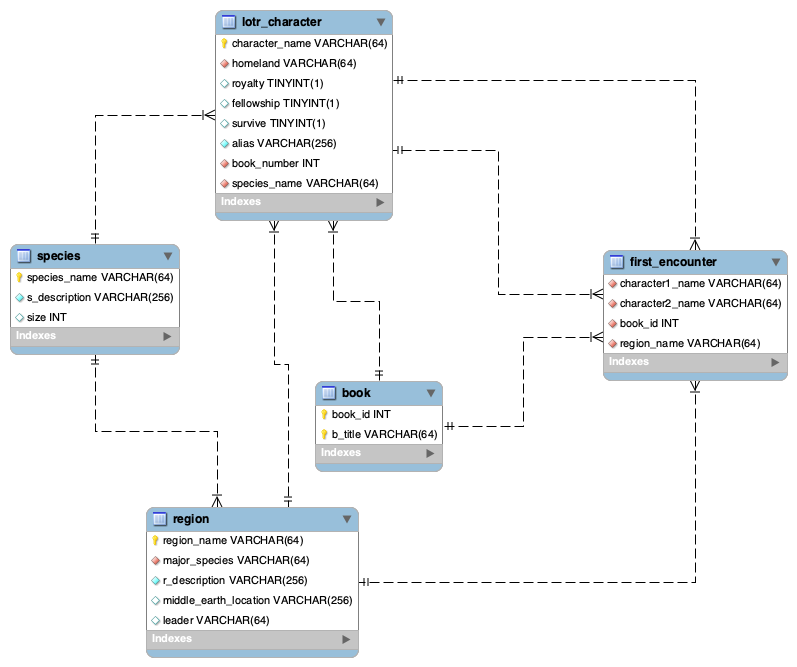 lotr_character
character_name VARCHAR(64)
homeland VARCHAR(64)
royalty TINYINT(1)
fellowship TINYINT(1)
survive TINYINT(1)
alias VARCHAR(256)
book_number INT
species_name VARCHAR(64)
Indexes
species
species_name VARCHAR(64)
s_description VARCHAR(256)
size INT
Indexes
first_encounter
character1_name VARCHAR(64)
character2_name VARCHAR(64)
book_id INT
region_name VARCHAR(64)
Indexes
book
book_id INT
b_title VARCHAR(64)
Indexes
region
region_name VARCHAR(64)
major_species VARCHAR(64)
r_description VARCHAR(256)
middle_earth_location VARCHAR(256)
leader VARCHAR(64)
Indexes